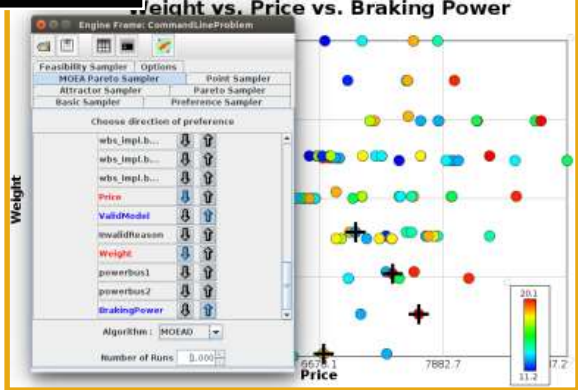 Weight vs. Price vs. Braking Power
Engine Frame: CommandLineProblem
Feasibility Sampler Options
MOEA Pareto Sampler Point Sampler
Attractor Sampler Pareto Sampler
Basic Sampler Preference Sampler
Choose direction of preference
wbs_impl.b...
wbs_impl.b...
wbs_impl.b...
Price
ValidModel
InvalidReason
Weight
powerbus1
powerbus2
BrakingPower
Algorithm : MOEAD
Number of Runs
Weight
7882.7
Price
20.1
11.2